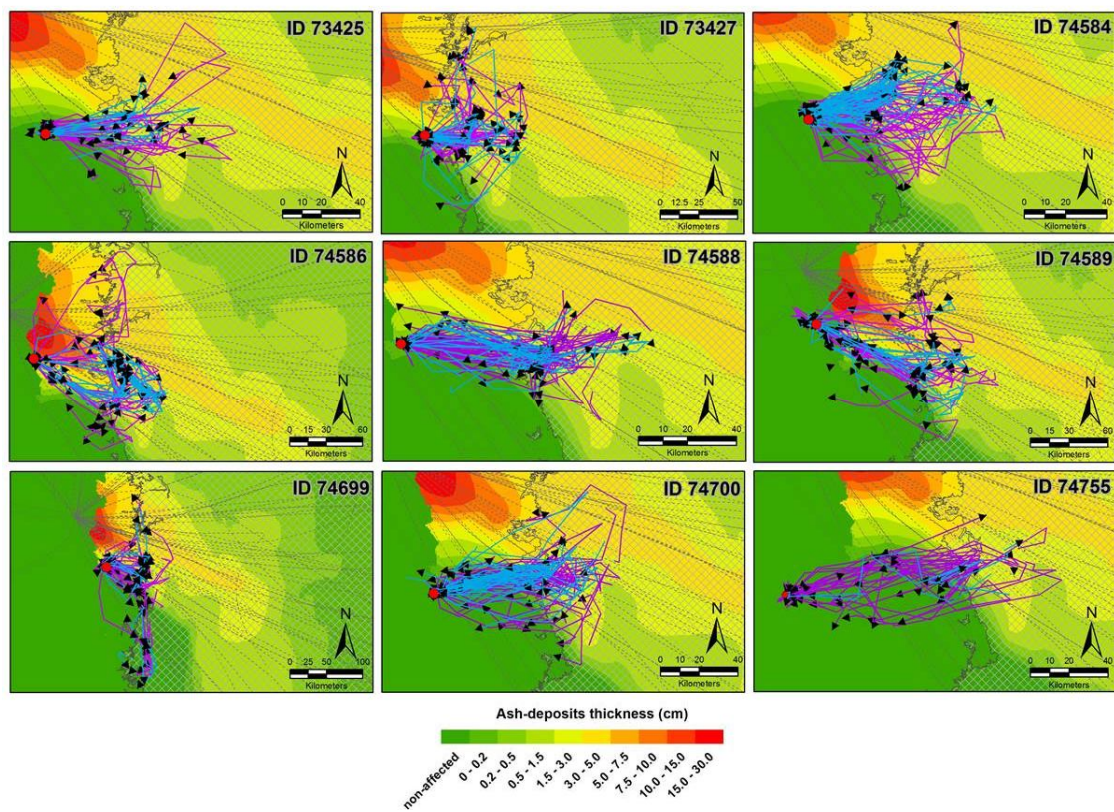 ID 73425
N
0 10 20 40
Kilometers
ID 73427
N
0 12.5 25 50
Kilometers
ID 74584
N
0 10 20 40
Kilometers
ID 74586
N
0 15 30 60
Kilometers
ID 74588
N
0 10 20 40
Kilometers
ID 74589
N
0 15 30 60
Kilometers
ID 74699
N
0 25 50 100
Kilometers
ID 74700
N
0 10 20 40
Kilometers
ID 74755
N
0 10 20 40
Kilometers
Ash-deposits thickness (cm)
non-affected
0 - 0.2
0.2 - 0.5
0.5 - 1.5
1.5 - 3.0
3.0 - 5.0
5.0 - 7.5
7.5 - 10.0
10.0 - 15.0
15.0 - 30.0